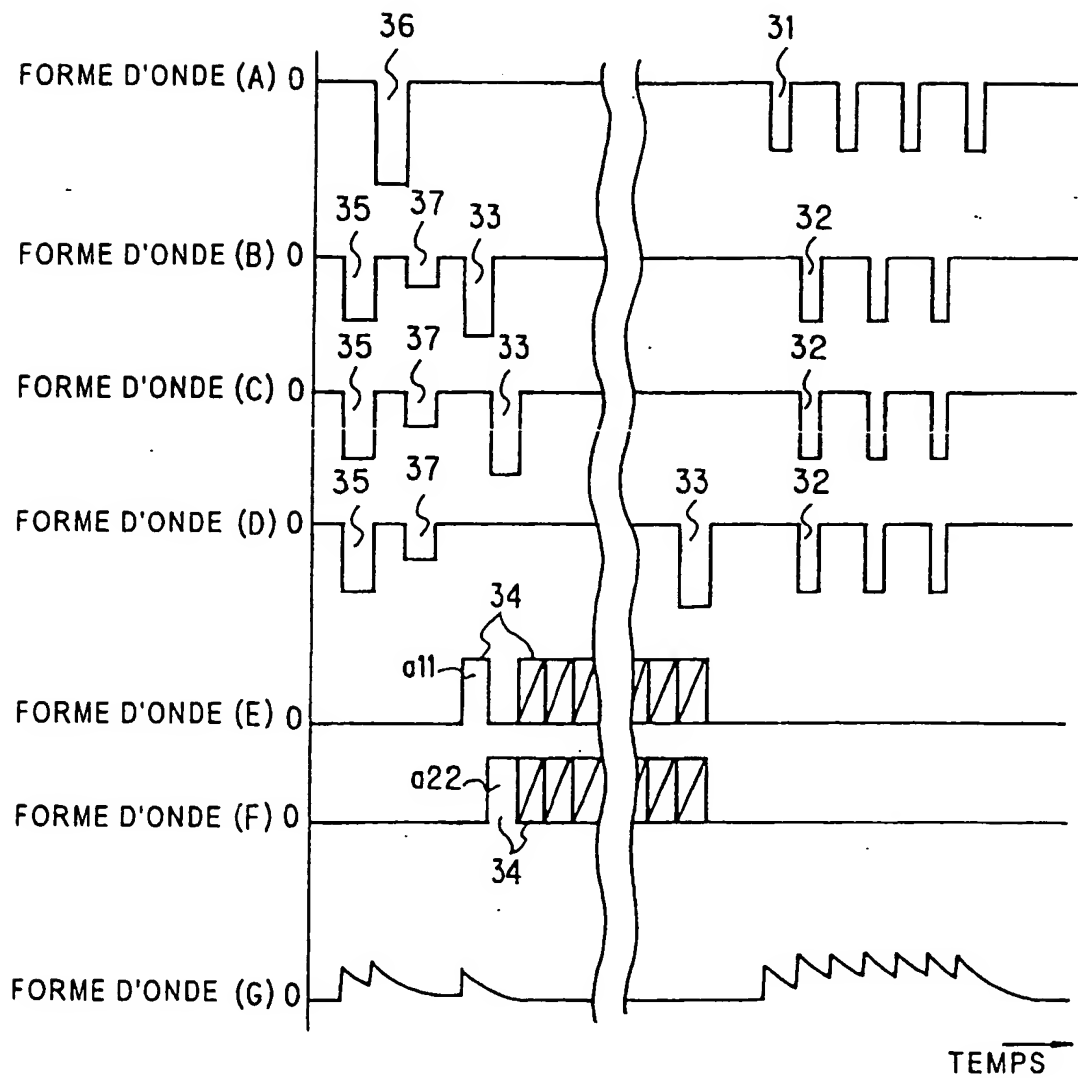 36
31
FORME D'ONDE (A) 0
35
37
33
32
FORME D'ONDE (B) 0
35
37
33
32
FORME D'ONDE (C) 0
35
37
33
32
FORME D'ONDE (D) 0
34
a11
FORME D'ONDE (E) 0
a22
FORME D'ONDE (F) 0
34
FORME D'ONDE (G) 0
TEMPS